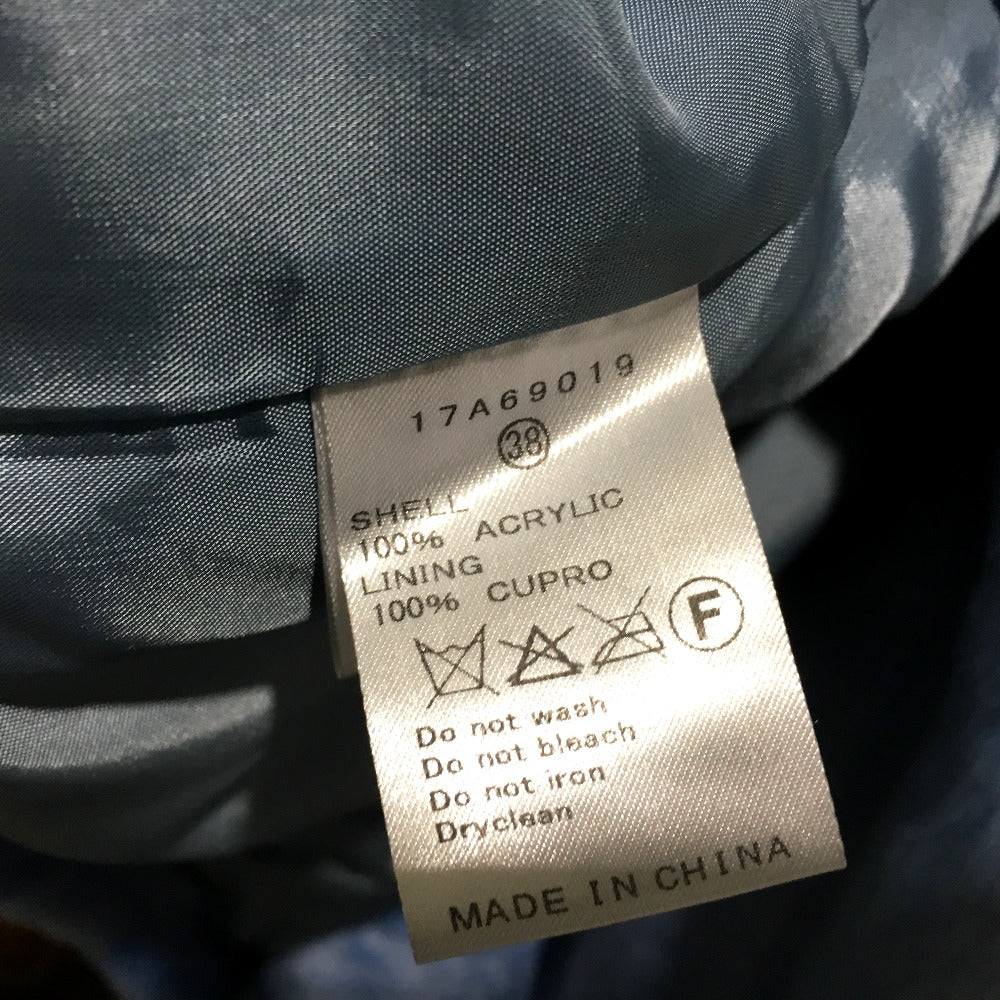 17A69019
38
SHELL
100% ACRYLIC
LINING
100% CUPRO
F
Do not wash
Do not bleach
Do not iron
Dryclean
MADE IN CHINA